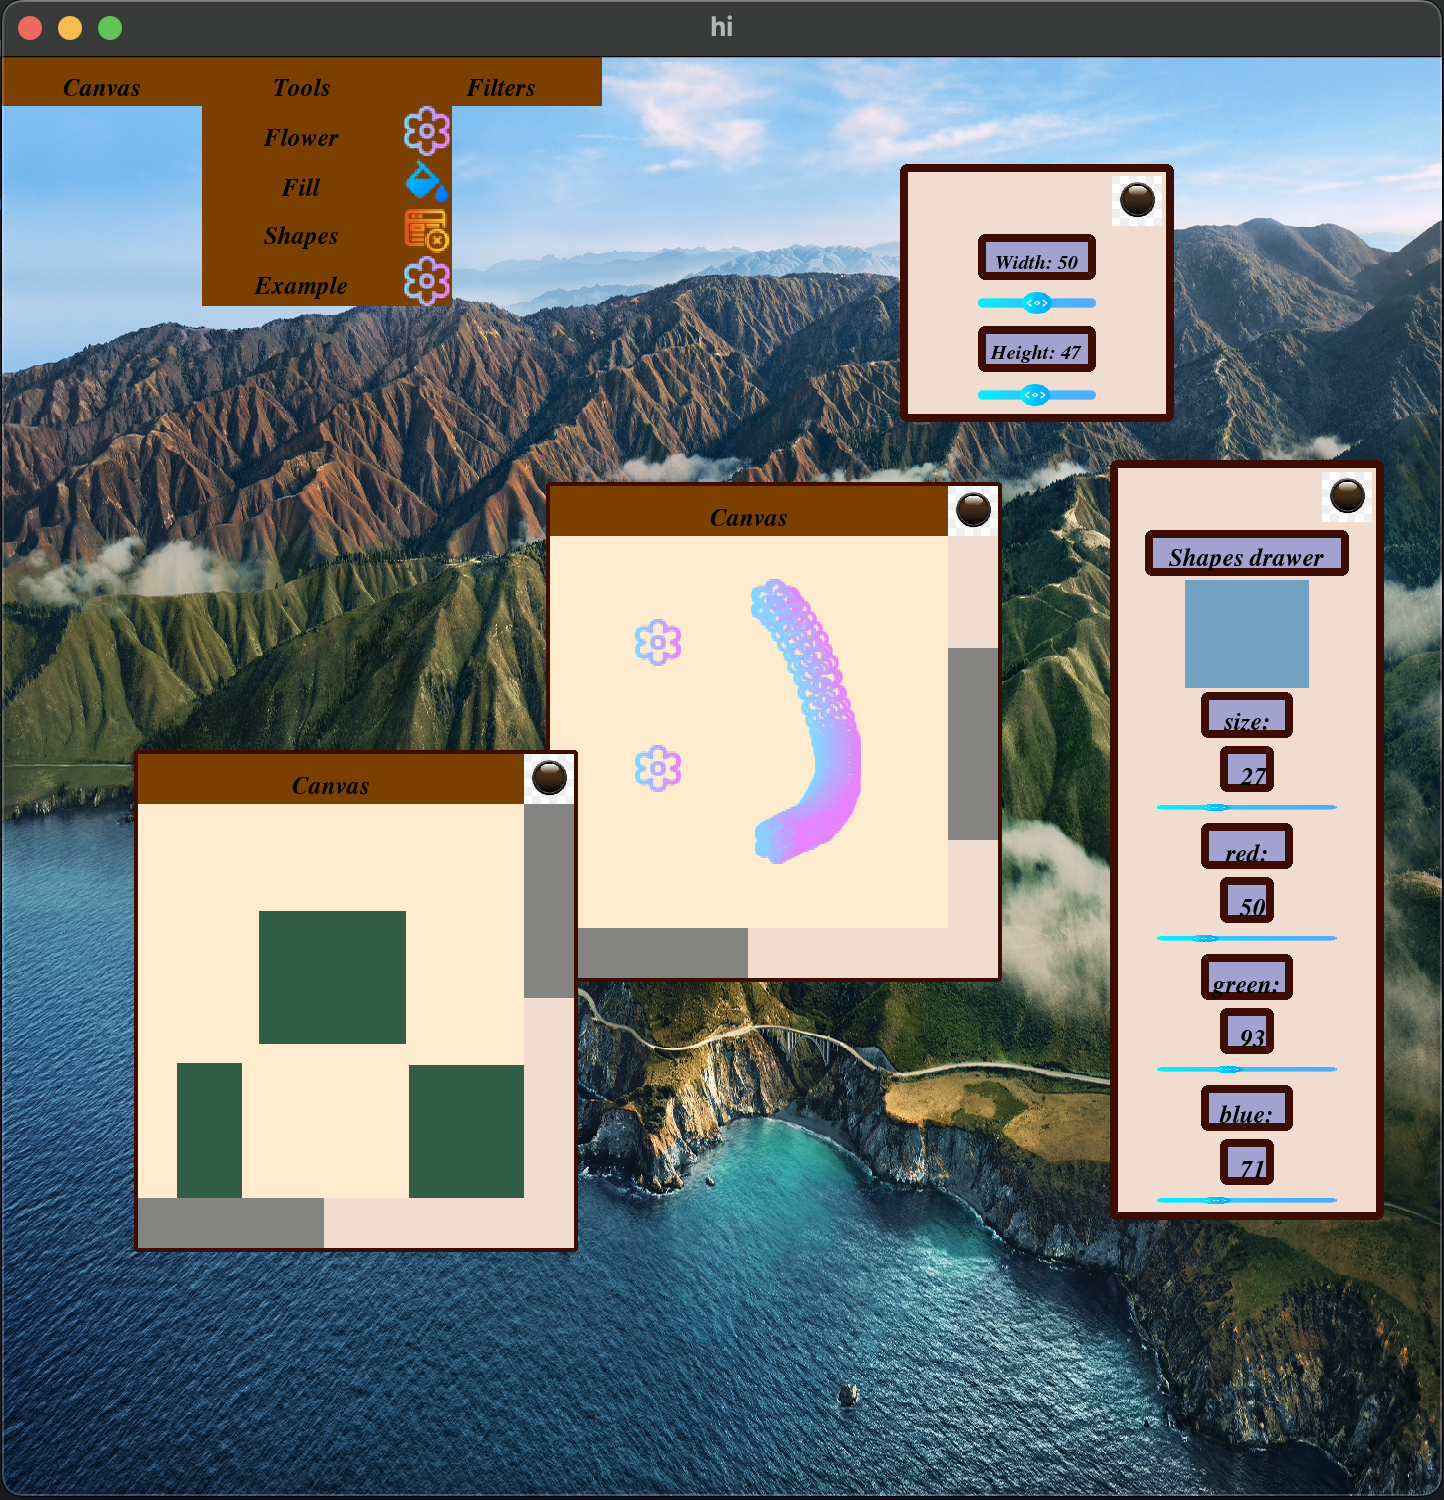 hi
Canvas Tools Filters
Flower
Fill
Shapes
Example
Width: 50
Height: 47
Canvas
Shapes drawer
size:
27
red:
50
green:
93
blue:
71
Canvas